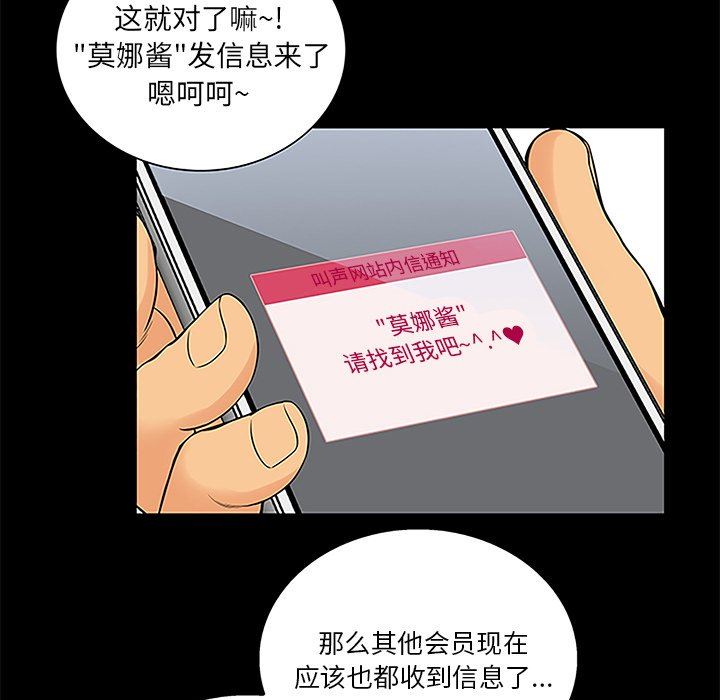 这就对了嘛~!
"莫娜酱"发信息来了
嗯呵呵~
叫声网站内信通知
"莫娜酱"
请找到我吧~^.^♥
那么其他会员现在
应该也都收到信息了...